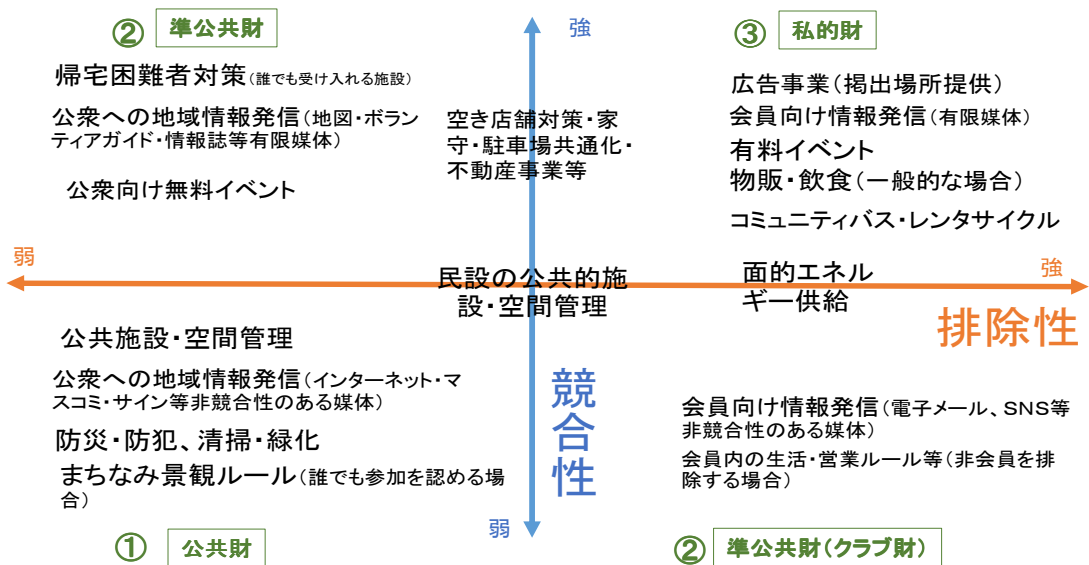 ② 準公共財
帰宅困難者対策(誰でも受け入れる施設)
公衆への地域情報発信(地図・ボラン
ティアガイド・情報誌等有限媒体)
公衆向け無料イベント
強
空き店舗対策・家
守・駐車場共通化・
不動産事業等
③ 私的財
広告事業(掲出場所提供)
会員向け情報発信(有限媒体)
有料イベント
物販・飲食(一般的な場合)
コミュニティバス・レンタサイクル
弱
民設の公共的施
設・空間管理
面的エネル
ギー供給
強
排除性
公共施設・空間管理
公衆への地域情報発信(インターネット・マ
スコミ・サイン等非競合性のある媒体)
防災・防犯、清掃・緑化
まちなみ景観ルール(誰でも参加を認める場
合)
競合性
弱
会員向け情報発信(電子メール、SNS等
非競合性のある媒体)
会員内の生活・営業ルール等(非会員を排
除する場合)
① 公共財
② 準公共財(クラブ財)